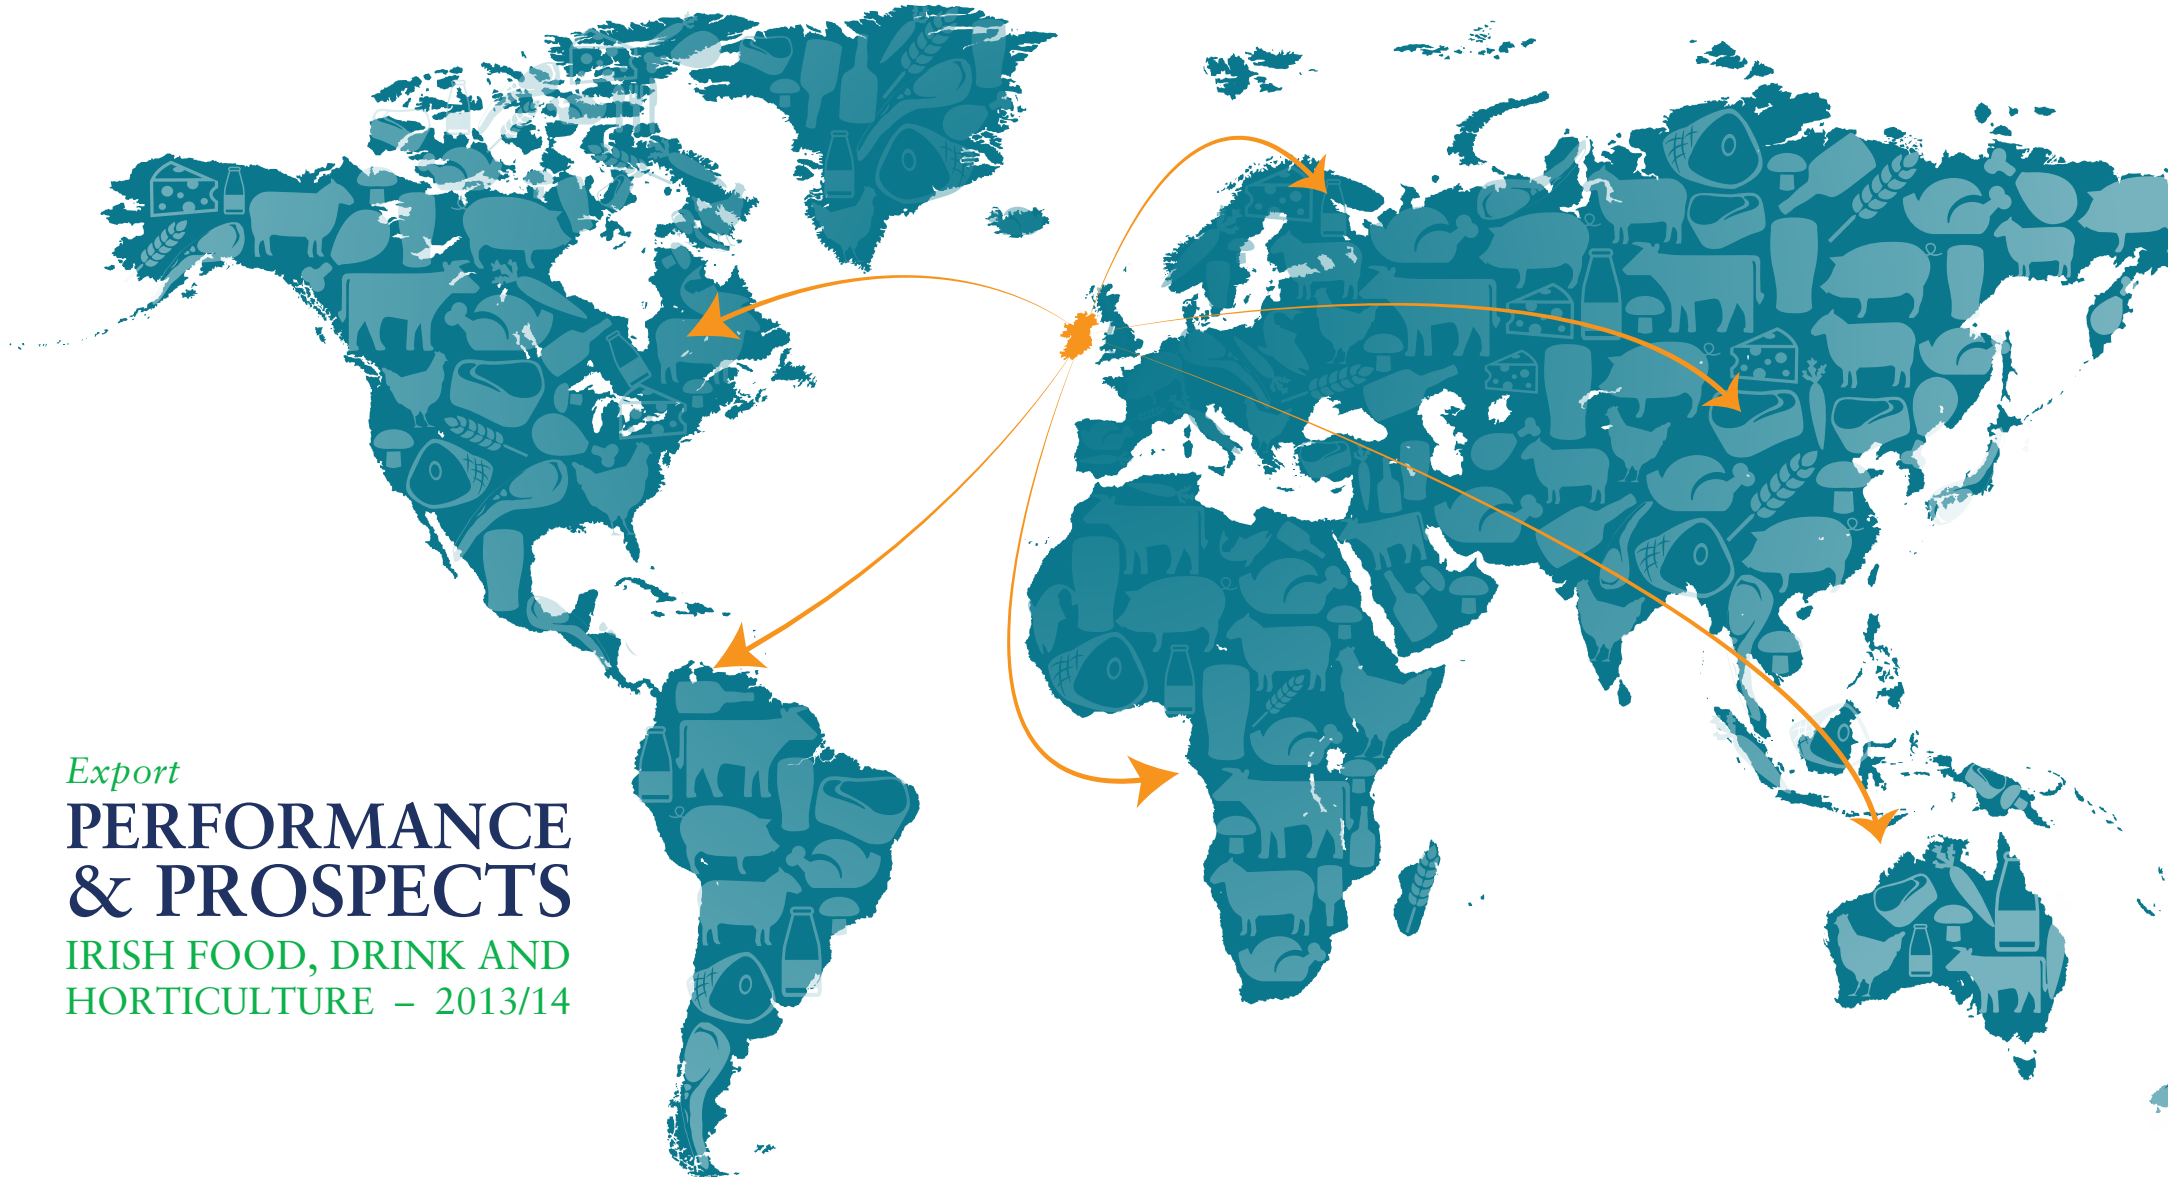 Export
PERFORMANCE
& PROSPECTS
IRISH FOOD, DRINK AND
HORTICULTURE – 2013/14